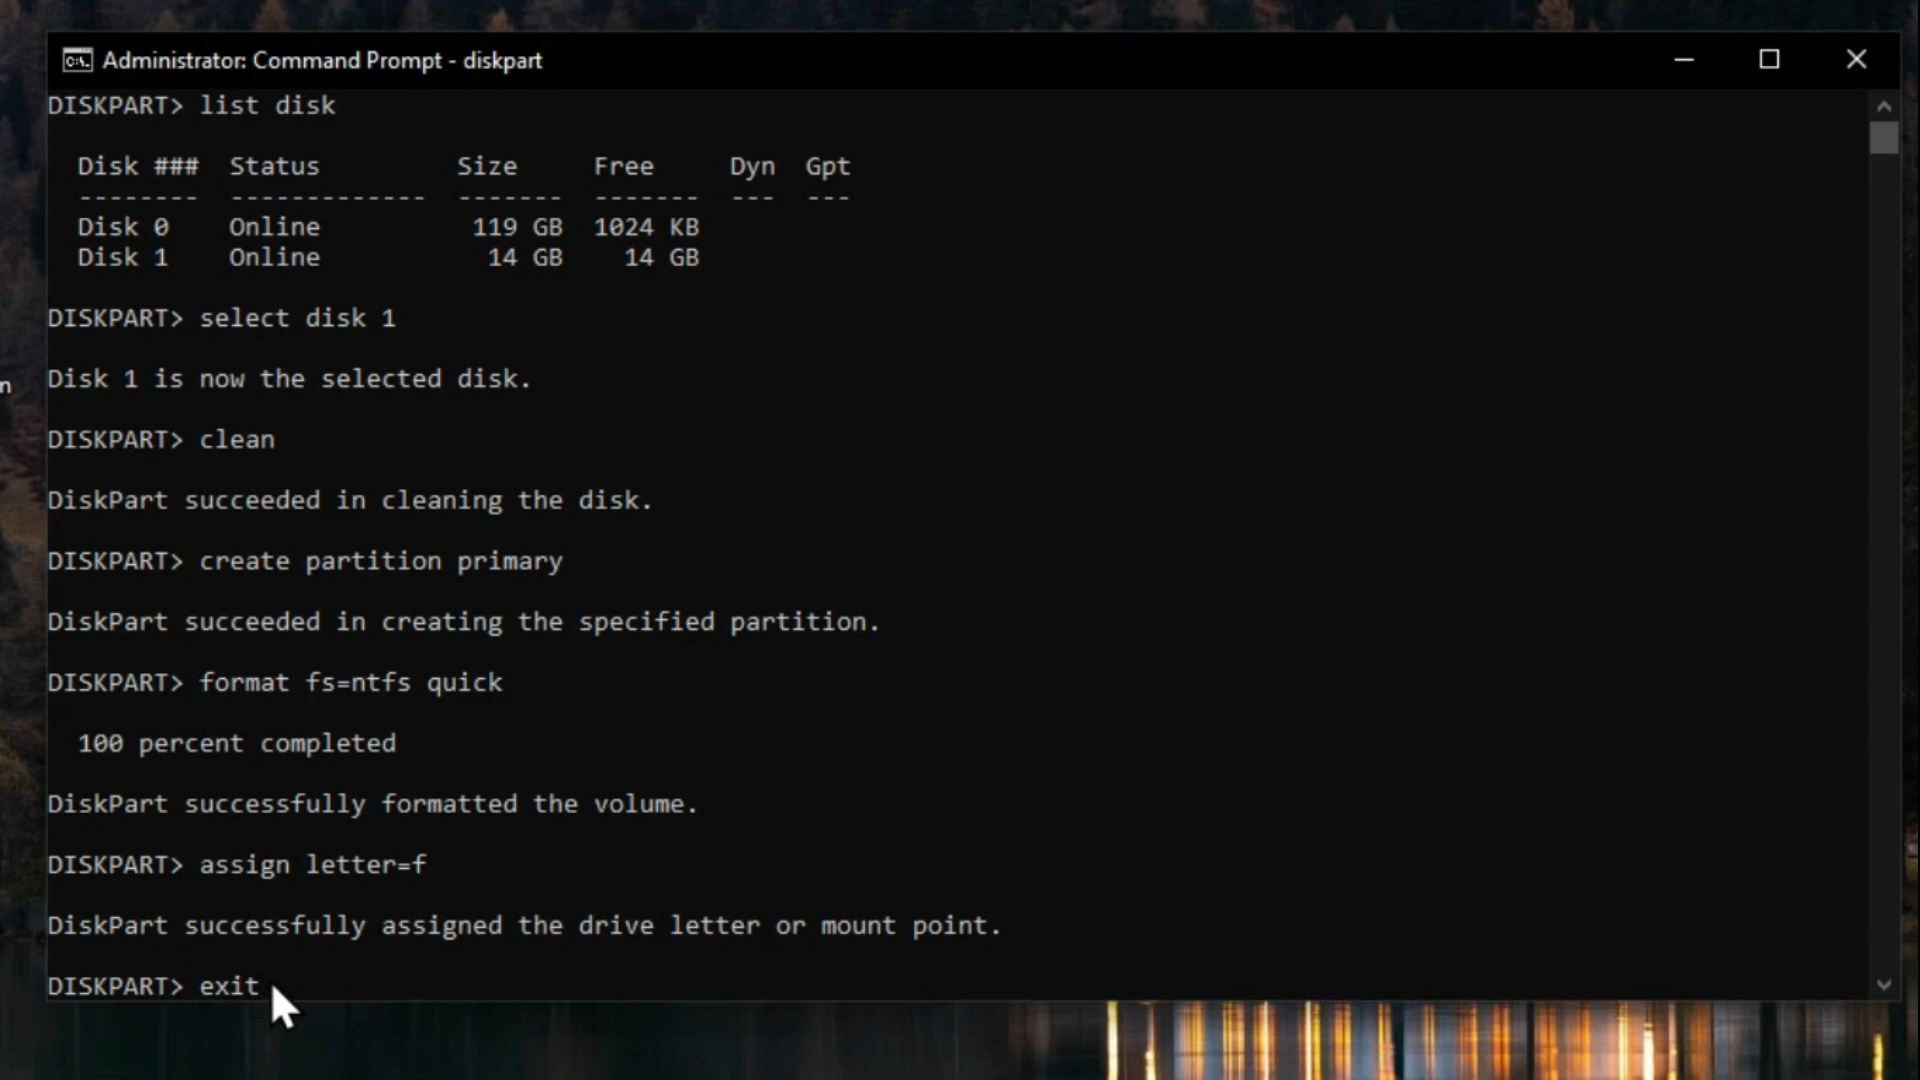 Administrator: Command Prompt - diskpart
DISKPART> list disk
Disk ###  Status         Size     Free     Dyn  Gpt
--------  -------------  -------  -------  ---  ---
Disk 0    Online          119 GB  1024 KB
Disk 1    Online           14 GB    14 GB
DISKPART> select disk 1
Disk 1 is now the selected disk.
DISKPART> clean
DiskPart succeeded in cleaning the disk.
DISKPART> create partition primary
DiskPart succeeded in creating the specified partition.
DISKPART> format fs=ntfs quick
100 percent completed
DiskPart successfully formatted the volume.
DISKPART> assign letter=f
DiskPart successfully assigned the drive letter or mount point.
DISKPART> exit